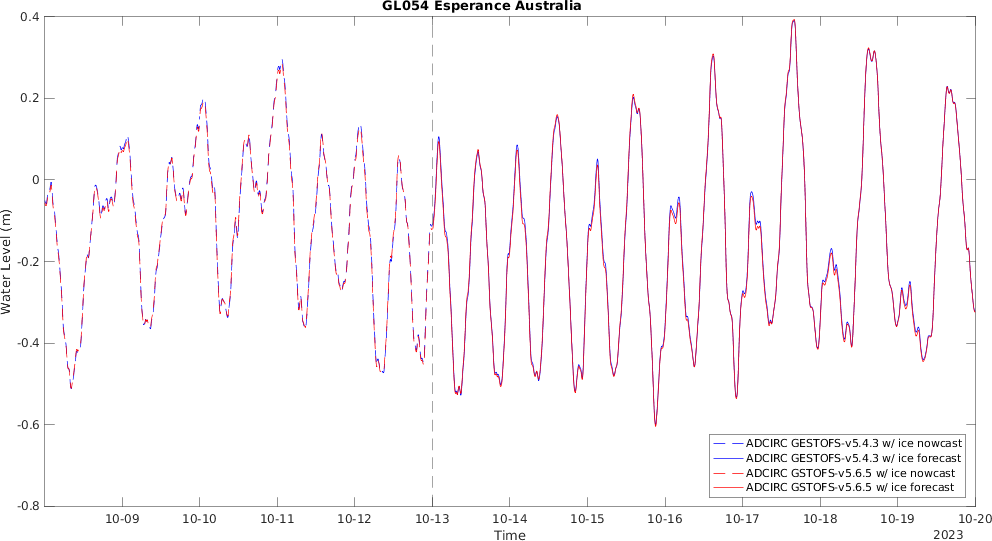 GL054 Esperance Australia
0.4
0.2
0
-0.2
-0.4
-0.6
-0.8
Water Level (m)
ADCIRC GESTOFS-v5.4.3 w/ ice nowcast
ADCIRC GESTOFS-v5.4.3 w/ ice forecast
ADCIRC GSTOFS-v5.6.5 w/ ice nowcast
ADCIRC GSTOFS-v5.6.5 w/ ice forecast
10-09 10-10 10-11 10-12 10-13 10-14 10-15 10-16 10-17 10-18 10-19 10-20
Time
2023